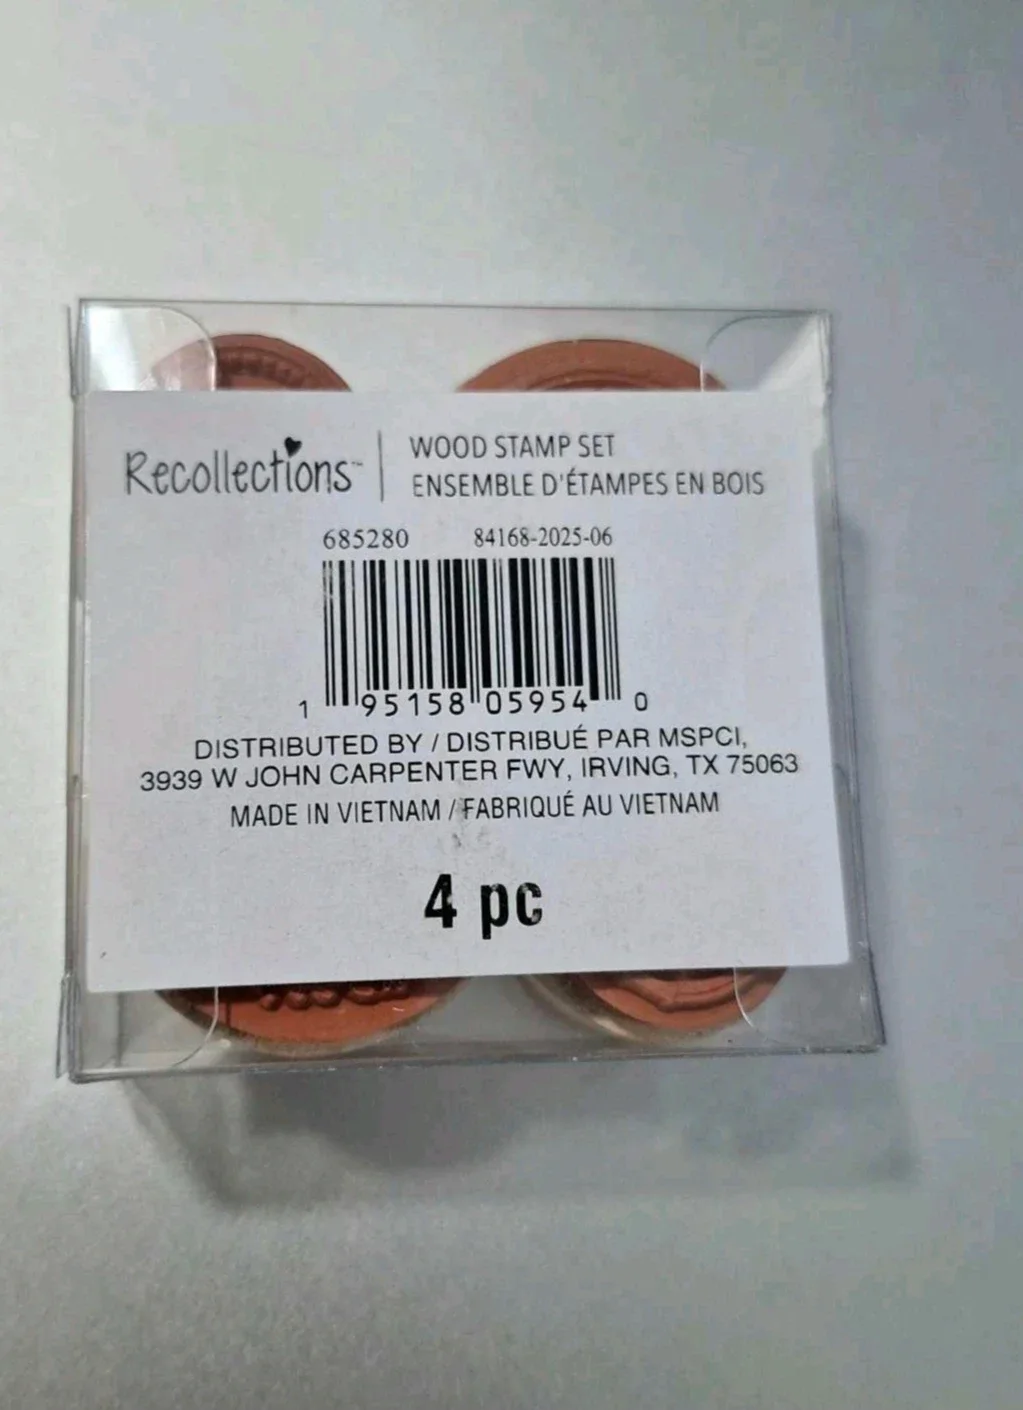 Recollections™
WOOD STAMP SET
ENSEMBLE D'ÉTAMPES EN BOIS
685280 84168-2025-06
1 95158 05954 0
DISTRIBUTED BY / DISTRIBUÉ PAR MSPCI,
3939 W JOHN CARPENTER FWY, IRVING, TX 75063
MADE IN VIETNAM / FABRIQUÉ AU VIETNAM
4 pc